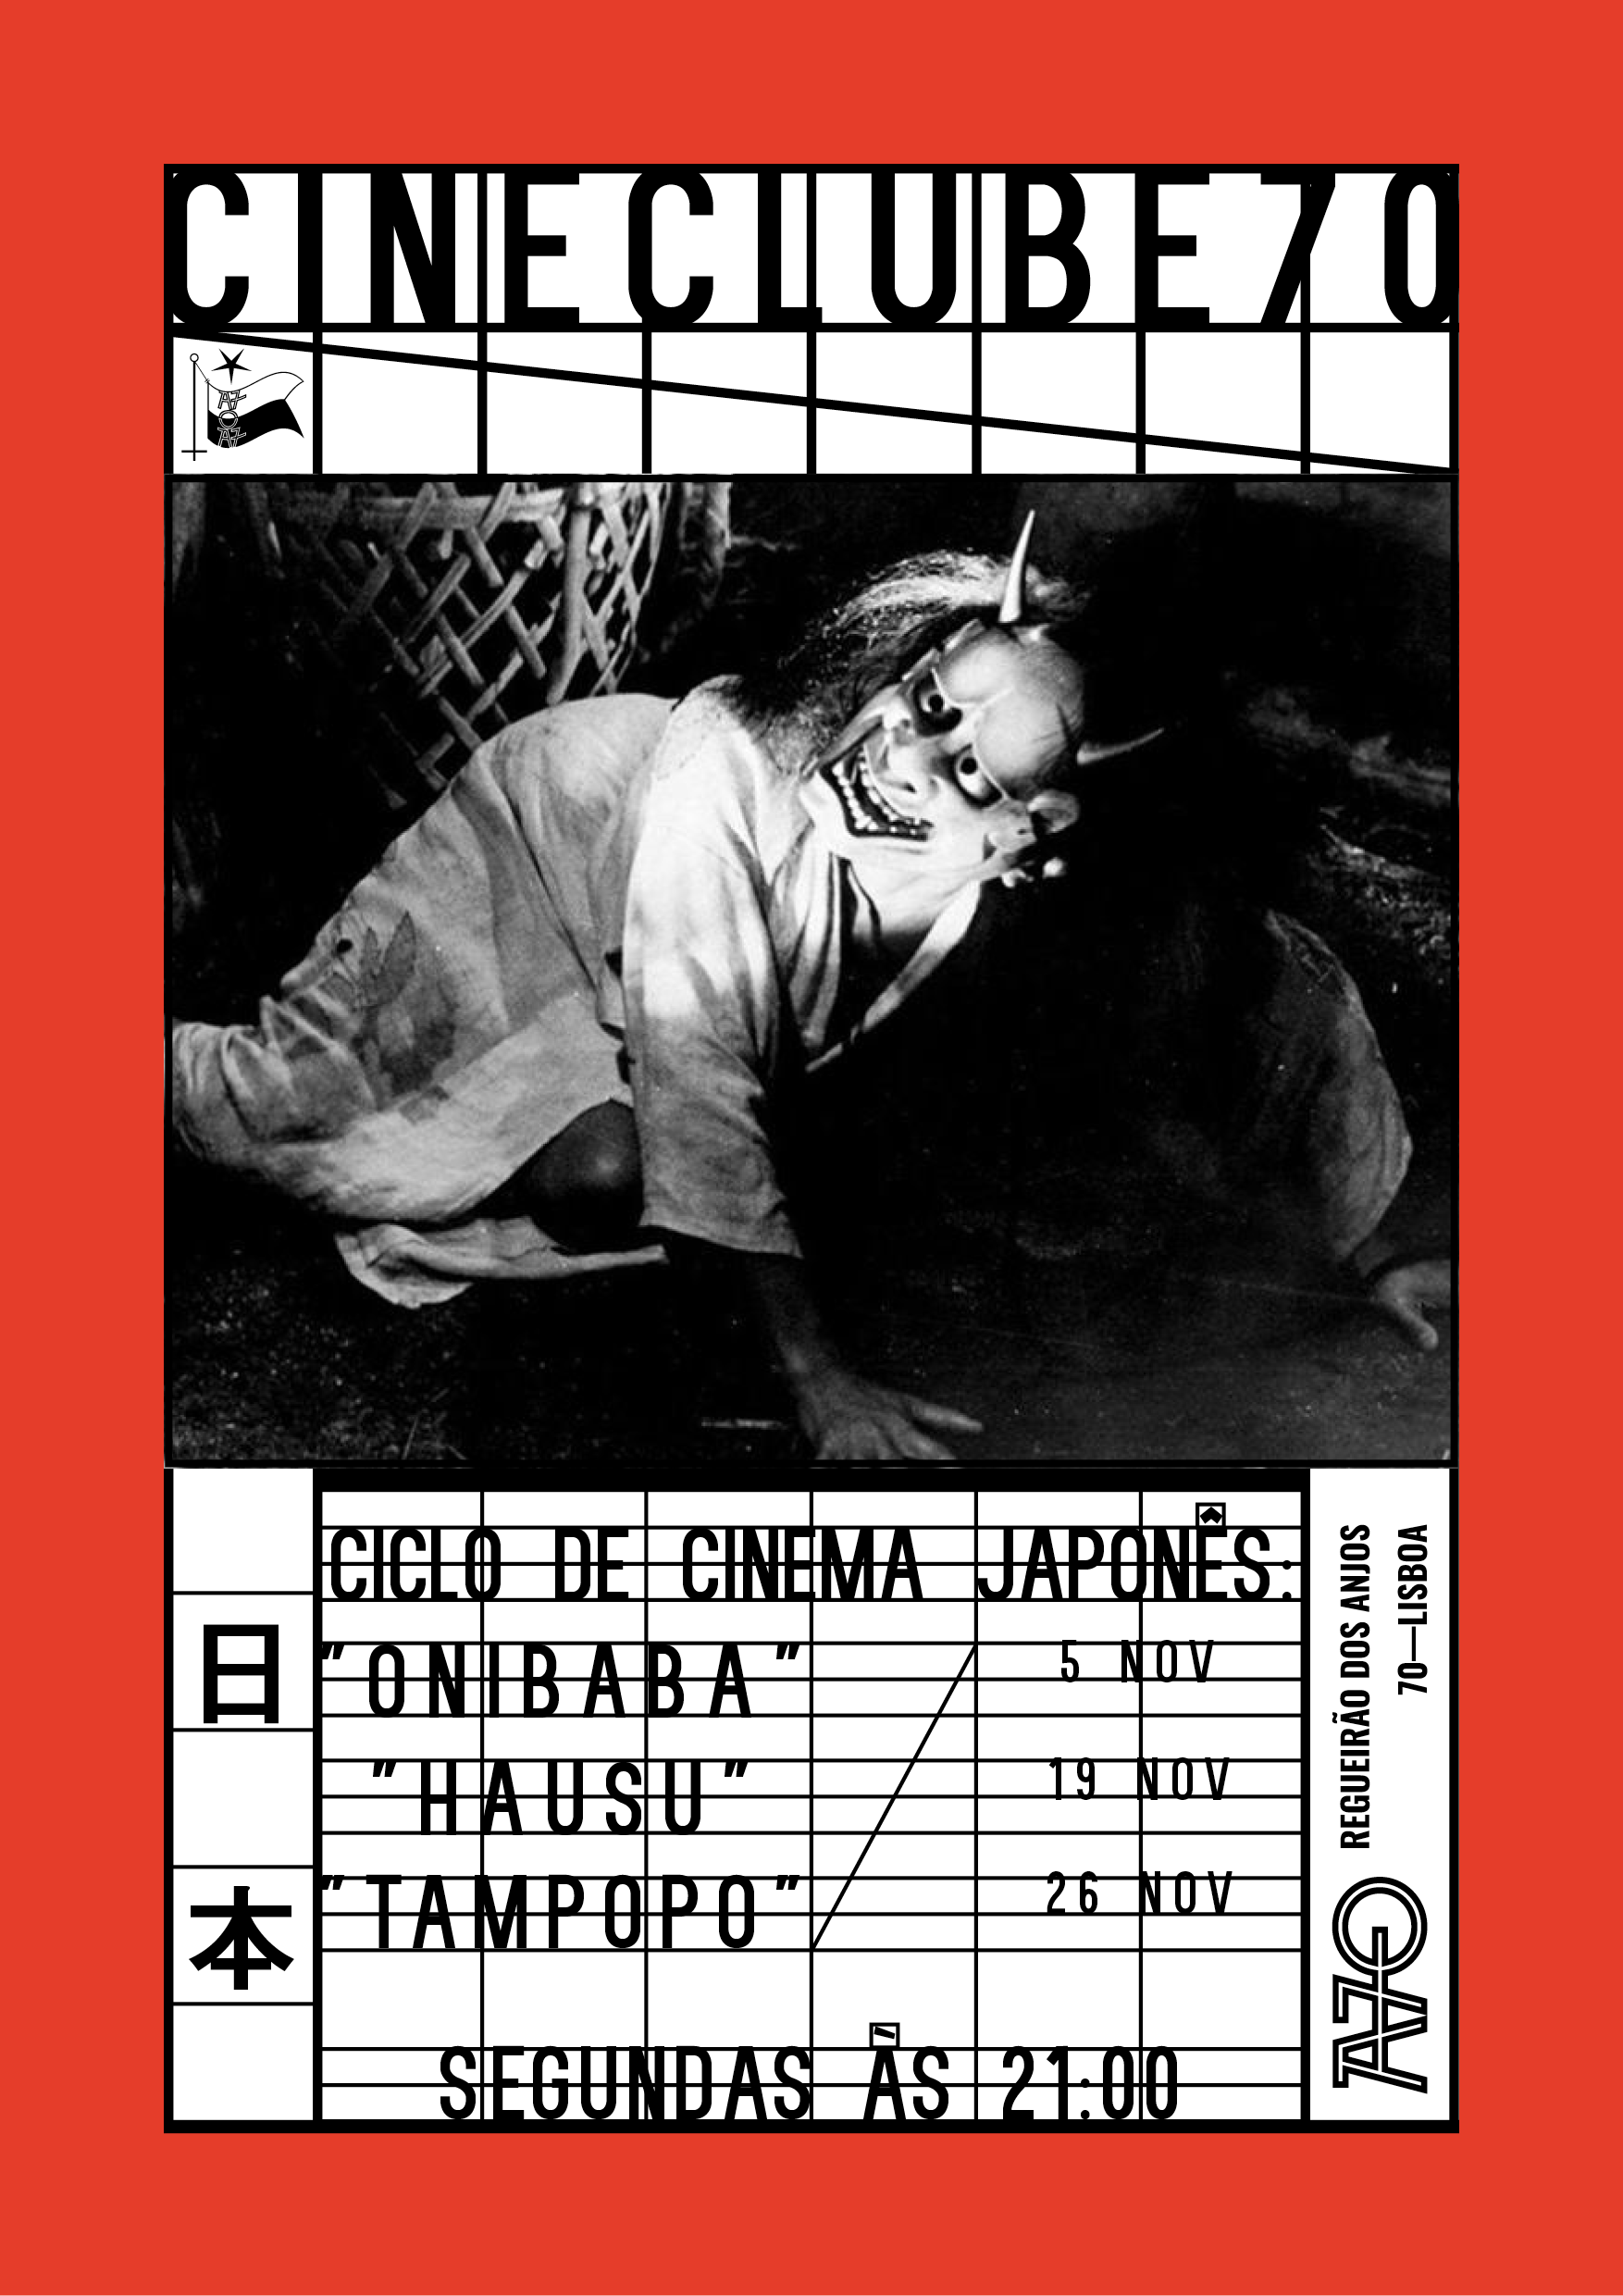 CINECLUBE70
CICLO DE CINEMA JAPONÊS:
"ONIBABA" 5 NOV
"HAUSU" 19 NOV
"TAMPOPO" 26 NOV
SEGUNDAS ÀS 21:00
日
本
REGUEIRÃO DOS ANJOS
70—LISBOA